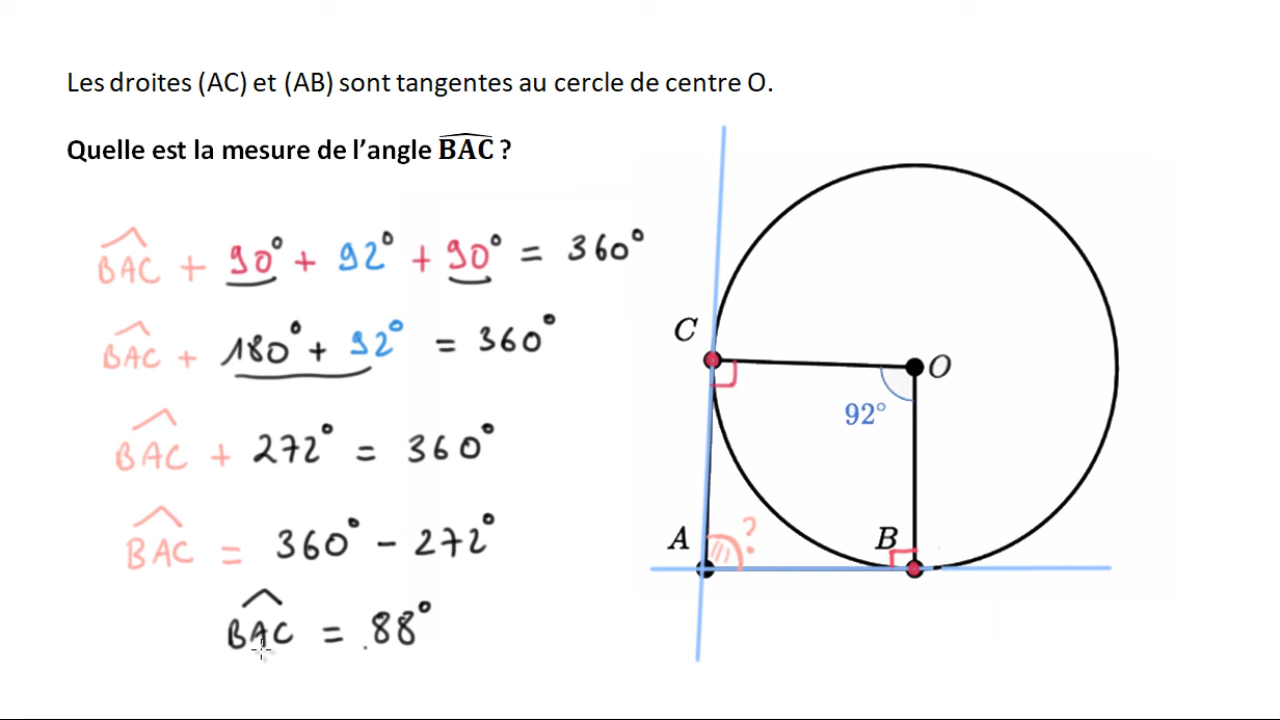 Les droites (AC) et (AB) sont tangentes au cercle de centre O.
Quelle est la mesure de l’angle B͡AC ?
BAC + 90° + 92° + 90° = 360°
BAC + 180° + 92° = 360°
BAC + 272° = 360°
BAC = 360° - 272°
BAC = 88°
C
O
92°
A
?
B